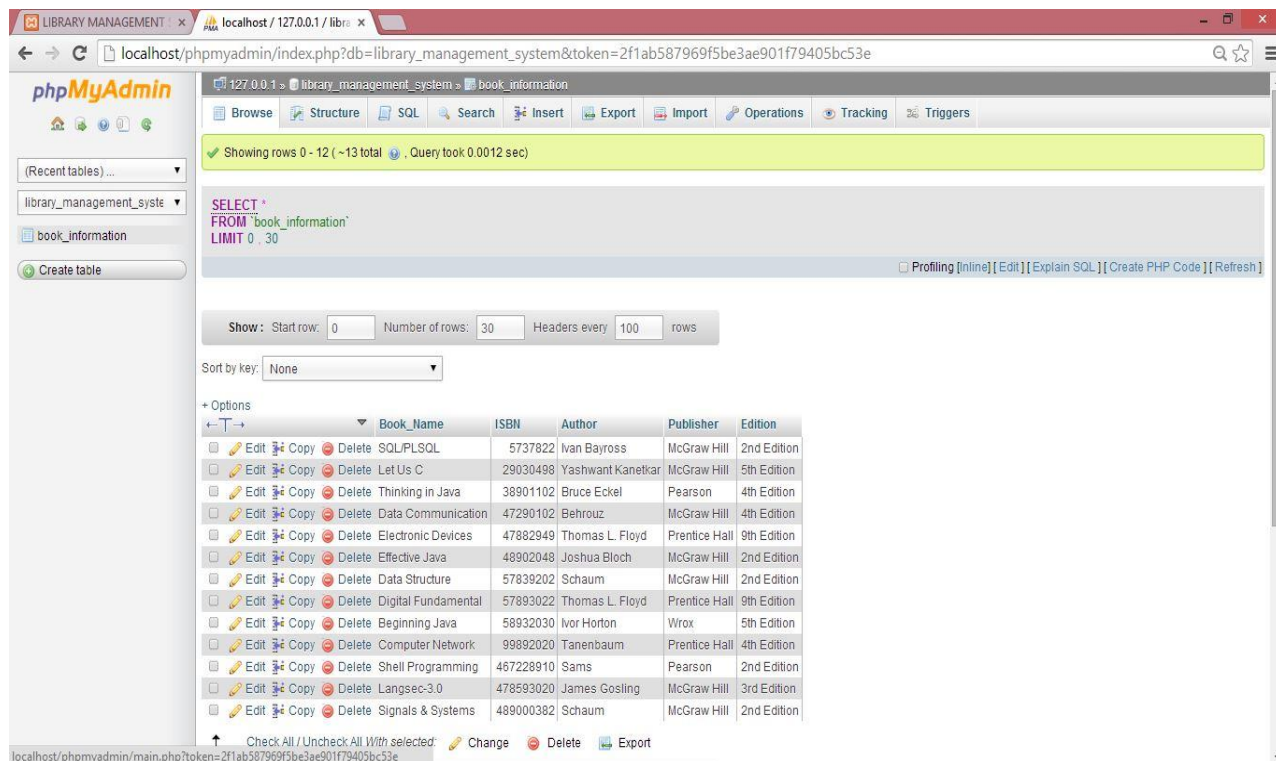 LIBRARY MANAGEMENT S × localhost / 127.0.0.1 / libra ×
localhost/phpmyadmin/index.php?db=library_management_system&token=2f1ab587969f5be3ae901f79405bc53e
phpMyAdmin
(Recent tables) ...
library_management_syste
book_information
Create table
127.0.0.1 » library_management_system » book_information
Browse Structure SQL Search Insert Export Import Operations Tracking Triggers
Showing rows 0 - 12 ( ~13 total , Query took 0.0012 sec)
SELECT *
FROM `book_information`
LIMIT 0 , 30
Profiling [Inline] [ Edit ] [ Explain SQL ] [ Create PHP Code ] [ Refresh ]
Show : Start row: 0 Number of rows: 30 Headers every 100 rows
Sort by key: None
+ Options
←T→ Book_Name ISBN Author Publisher Edition
Edit Copy Delete SQL/PLSQL 5737822 Ivan Bayross McGraw Hill 2nd Edition
Edit Copy Delete Let Us C 29030498 Yashwant Kanetkar McGraw Hill 5th Edition
Edit Copy Delete Thinking in Java 38901102 Bruce Eckel Pearson 4th Edition
Edit Copy Delete Data Communication 47290102 Behrouz McGraw Hill 4th Edition
Edit Copy Delete Electronic Devices 47882949 Thomas L. Floyd Prentice Hall 9th Edition
Edit Copy Delete Effective Java 48902048 Joshua Bloch McGraw Hill 2nd Edition
Edit Copy Delete Data Structure 57839202 Schaum McGraw Hill 2nd Edition
Edit Copy Delete Digital Fundamental 57893022 Thomas L. Floyd Prentice Hall 9th Edition
Edit Copy Delete Beginning Java 58932030 Ivor Horton Wrox 5th Edition
Edit Copy Delete Computer Network 99892020 Tanenbaum Prentice Hall 4th Edition
Edit Copy Delete Shell Programming 467228910 Sams Pearson 2nd Edition
Edit Copy Delete Langsec-3.0 478593020 James Gosling McGraw Hill 3rd Edition
Edit Copy Delete Signals & Systems 489000382 Schaum McGraw Hill 2nd Edition
Check All / Uncheck All With selected: Change Delete Export
localhost/phpmyadmin/main.php?token=2f1ab587969f5be3ae901f79405bc53e